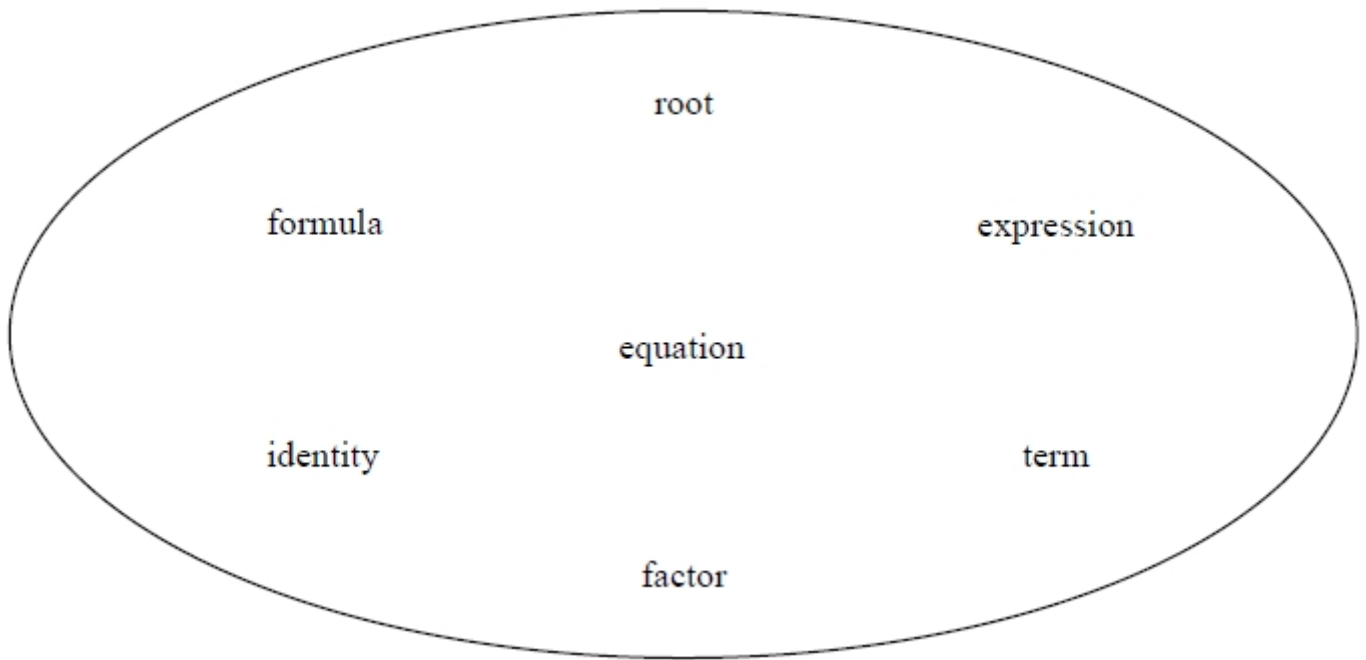 root
formula
expression
equation
identity
term
factor